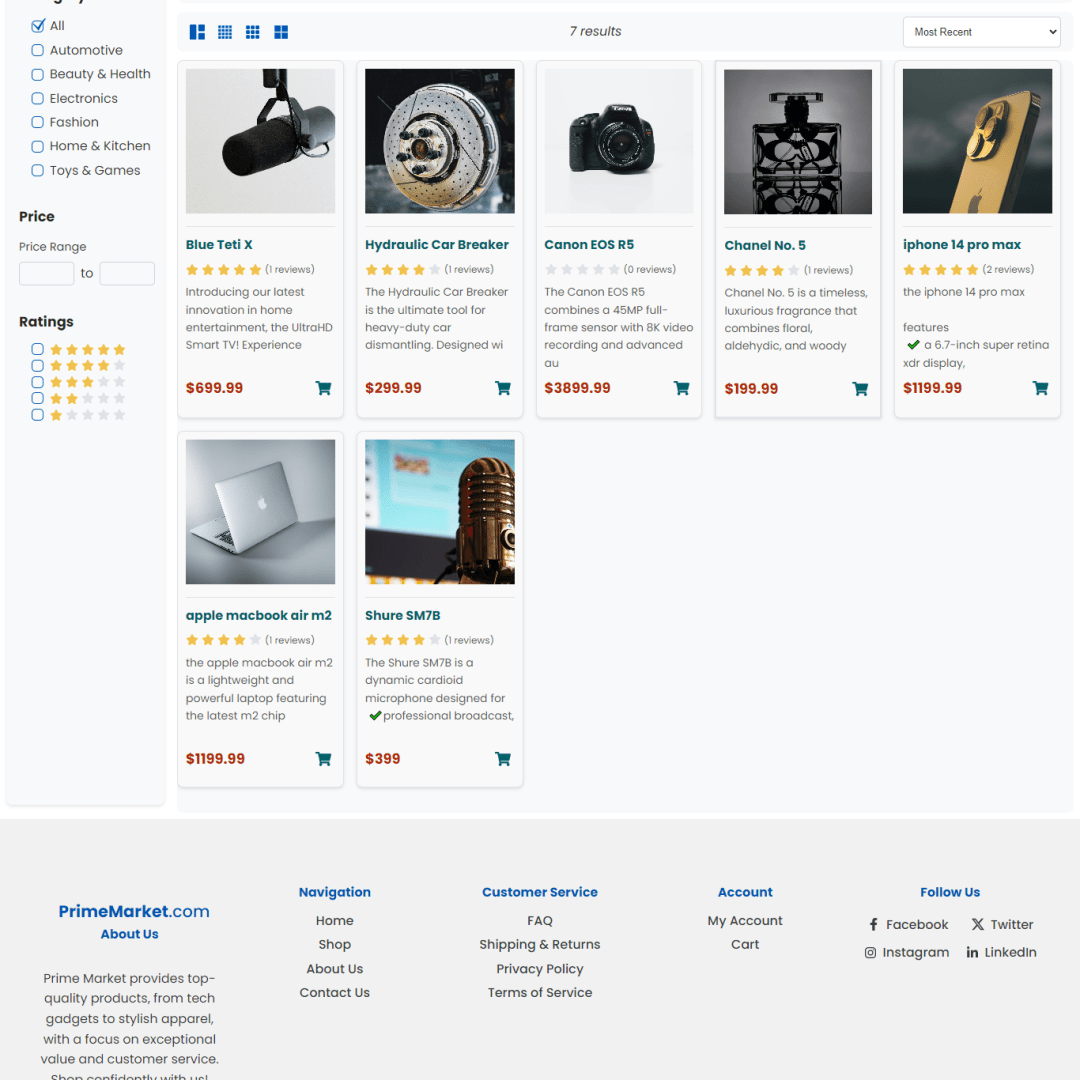 All
Automotive
Beauty & Health
Electronics
Fashion
Home & Kitchen
Toys & Games
Price
Price Range
to
Ratings
7 results
Most Recent
Blue Teti X
(1 reviews)
Introducing our latest
innovation in home
entertainment, the UltraHD
Smart TV! Experience
$699.99
Hydraulic Car Breaker
(1 reviews)
The Hydraulic Car Breaker
is the ultimate tool for
heavy-duty car
dismantling. Designed wi
$299.99
Canon EOS R5
(0 reviews)
The Canon EOS R5
combines a 45MP full-
frame sensor with 8K video
recording and advanced
au
$3899.99
Chanel No. 5
(1 reviews)
Chanel No. 5 is a timeless,
luxurious fragrance that
combines floral,
aldehydic, and woody
$199.99
iphone 14 pro max
(2 reviews)
the iphone 14 pro max
features
✔ a 6.7-inch super retina
xdr display,
$1199.99
apple macbook air m2
(1 reviews)
the apple macbook air m2
is a lightweight and
powerful laptop featuring
the latest m2 chip
$1199.99
Shure SM7B
(1 reviews)
The Shure SM7B is a
dynamic cardioid
microphone designed for
✔ professional broadcast,
$399
PrimeMarket.com
About Us
Prime Market provides top-
quality products, from tech
gadgets to stylish apparel,
with a focus on exceptional
value and customer service.
Shop confidently with us!
Navigation
Home
Shop
About Us
Contact Us
Customer Service
FAQ
Shipping & Returns
Privacy Policy
Terms of Service
Account
My Account
Cart
Follow Us
Facebook
Twitter
Instagram
LinkedIn